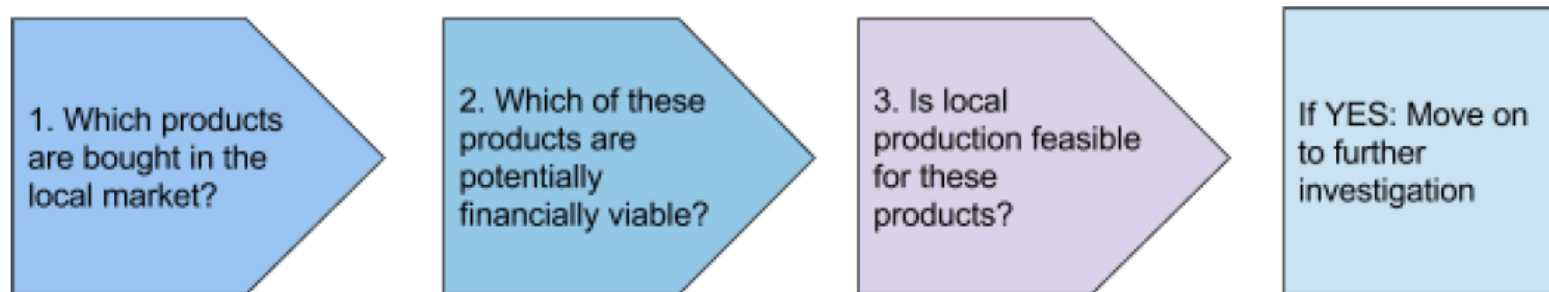 1. Which products
are bought in the
local market?
2. Which of these
products are
potentially
financially viable?
3. Is local
production feasible
for these
products?
If YES: Move on
to further
investigation